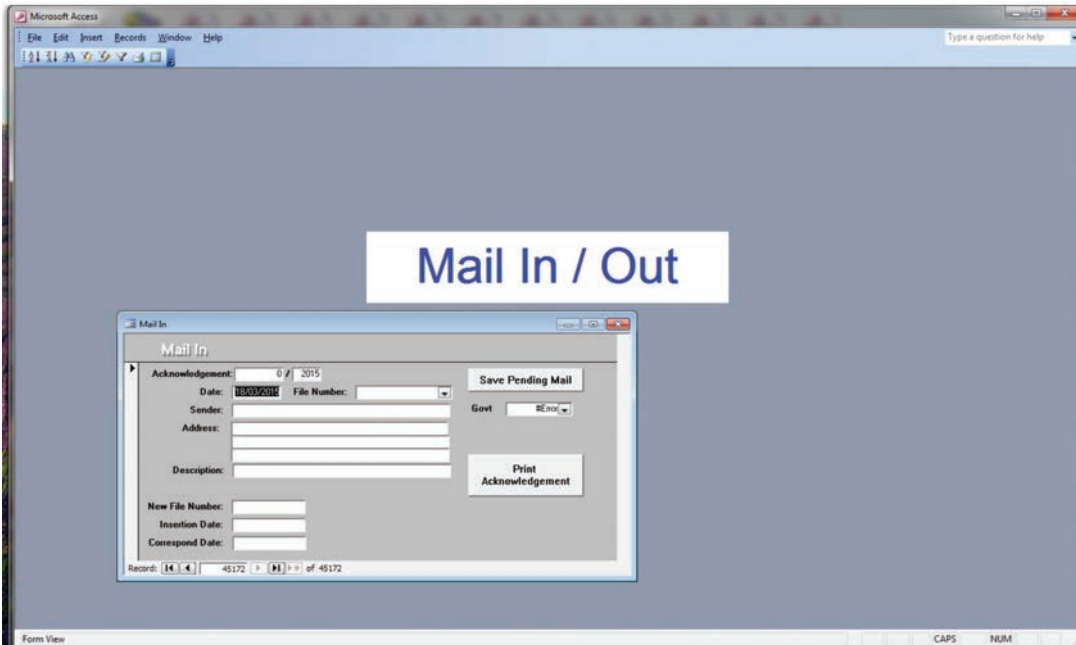 Microsoft Access
File Edit Insert Records Window Help
Type a question for help
Mail In / Out
Mail In
Mail In
Acknowledgement: 0 / 2015
Save Pending Mail
Date: 18/03/2015 File Number:
Sender:
Govt #Error
Address:
Description:
Print
Acknowledgement
New File Number:
Insertion Date:
Correspond Date:
Record: 45172 of 45172
Form View
CAPS NUM